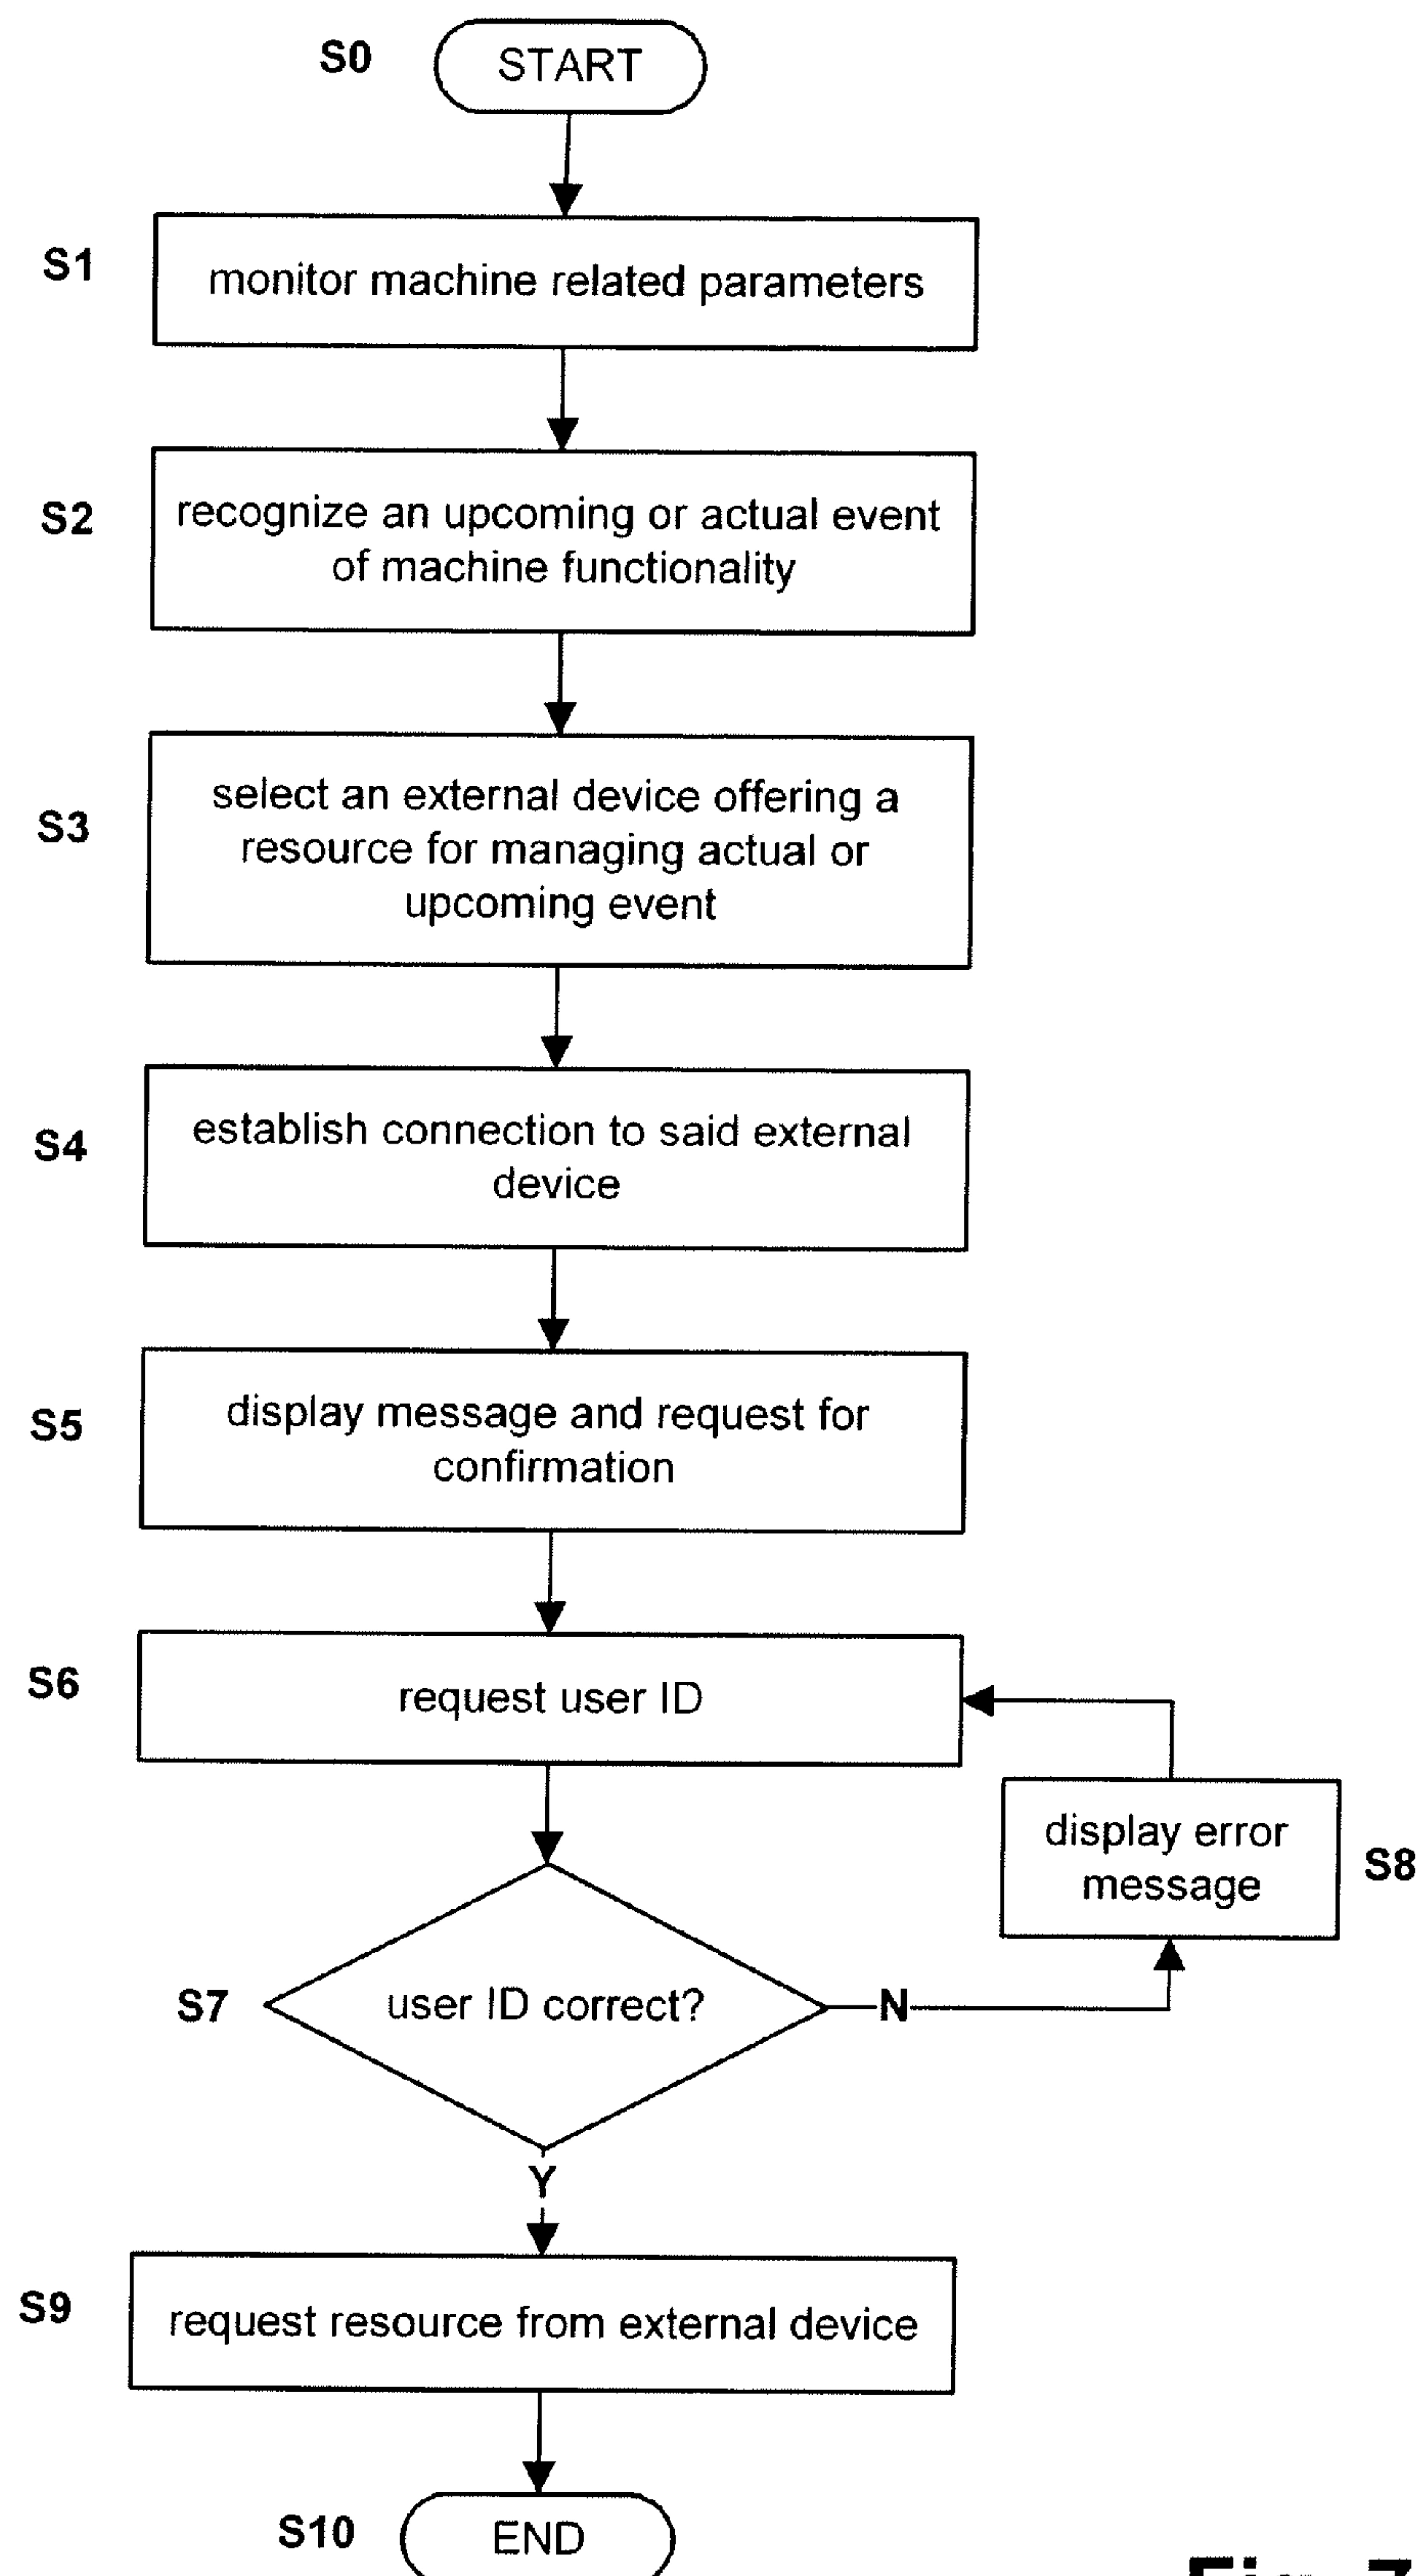 S0
START
S1
monitor machine related parameters
S2
recognize an upcoming or actual event
of machine functionality
S3
select an external device offering a
resource for managing actual or
upcoming event
S4
establish connection to said external
device
S5
display message and request for
confirmation
S6
request user ID
display error
message
S8
S7
user ID correct?
N
Y
S9
request resource from external device
S10
END